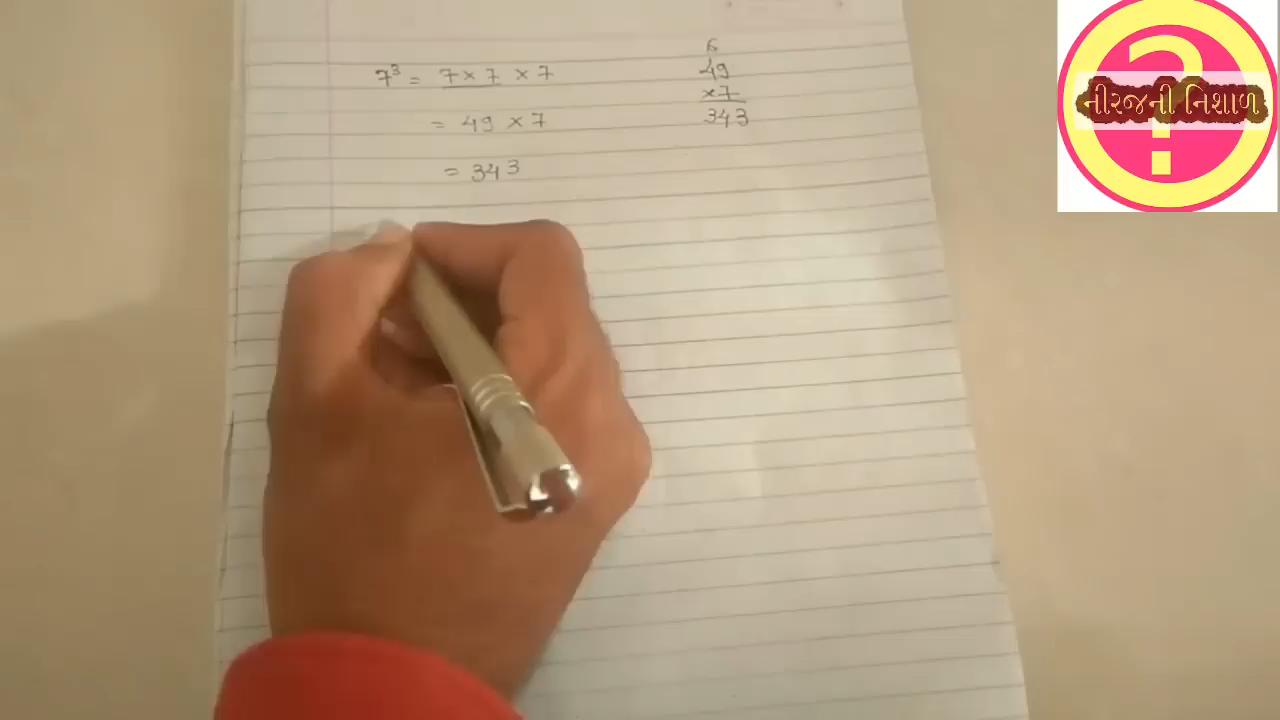 7³ = 7 × 7 × 7
= 49 × 7
= 343
6
49
×7
343
?
નીરજની નિશાળ